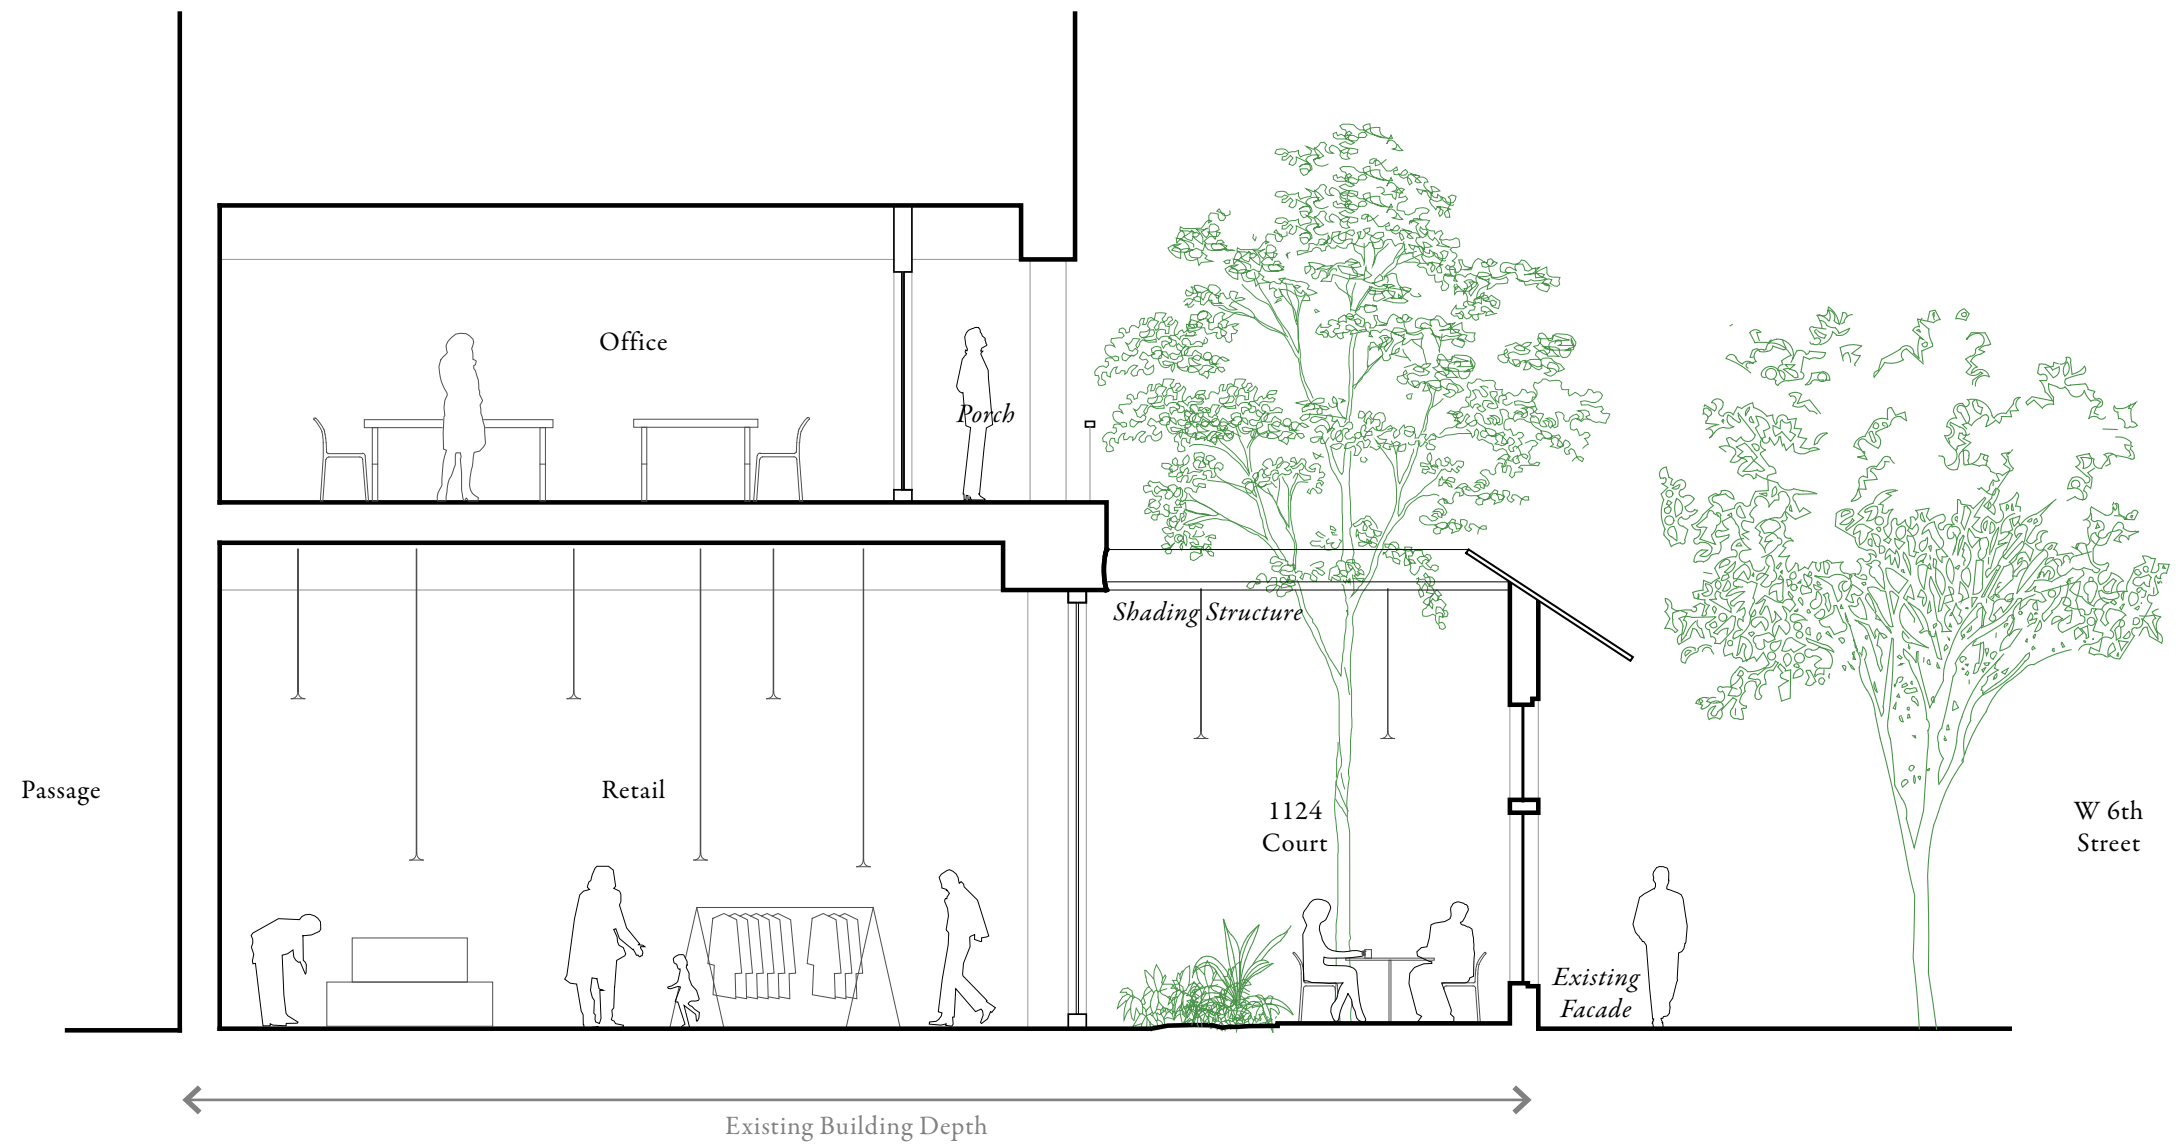 Office
Porch
Shading Structure
Passage
Retail
1124
Court
W 6th
Street
Existing
Facade
Existing Building Depth